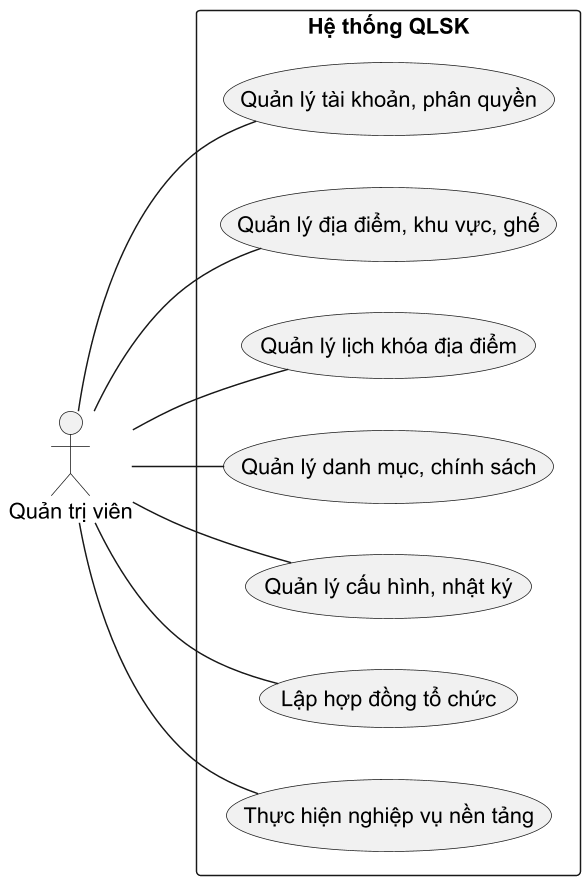 Hệ thống QLSK
Quản lý tài khoản, phân quyền
Quản lý địa điểm, khu vực, ghế
Quản lý lịch khóa địa điểm
Quản lý danh mục, chính sách
Quản trị viên
Quản lý cấu hình, nhật ký
Lập hợp đồng tổ chức
Thực hiện nghiệp vụ nền tảng